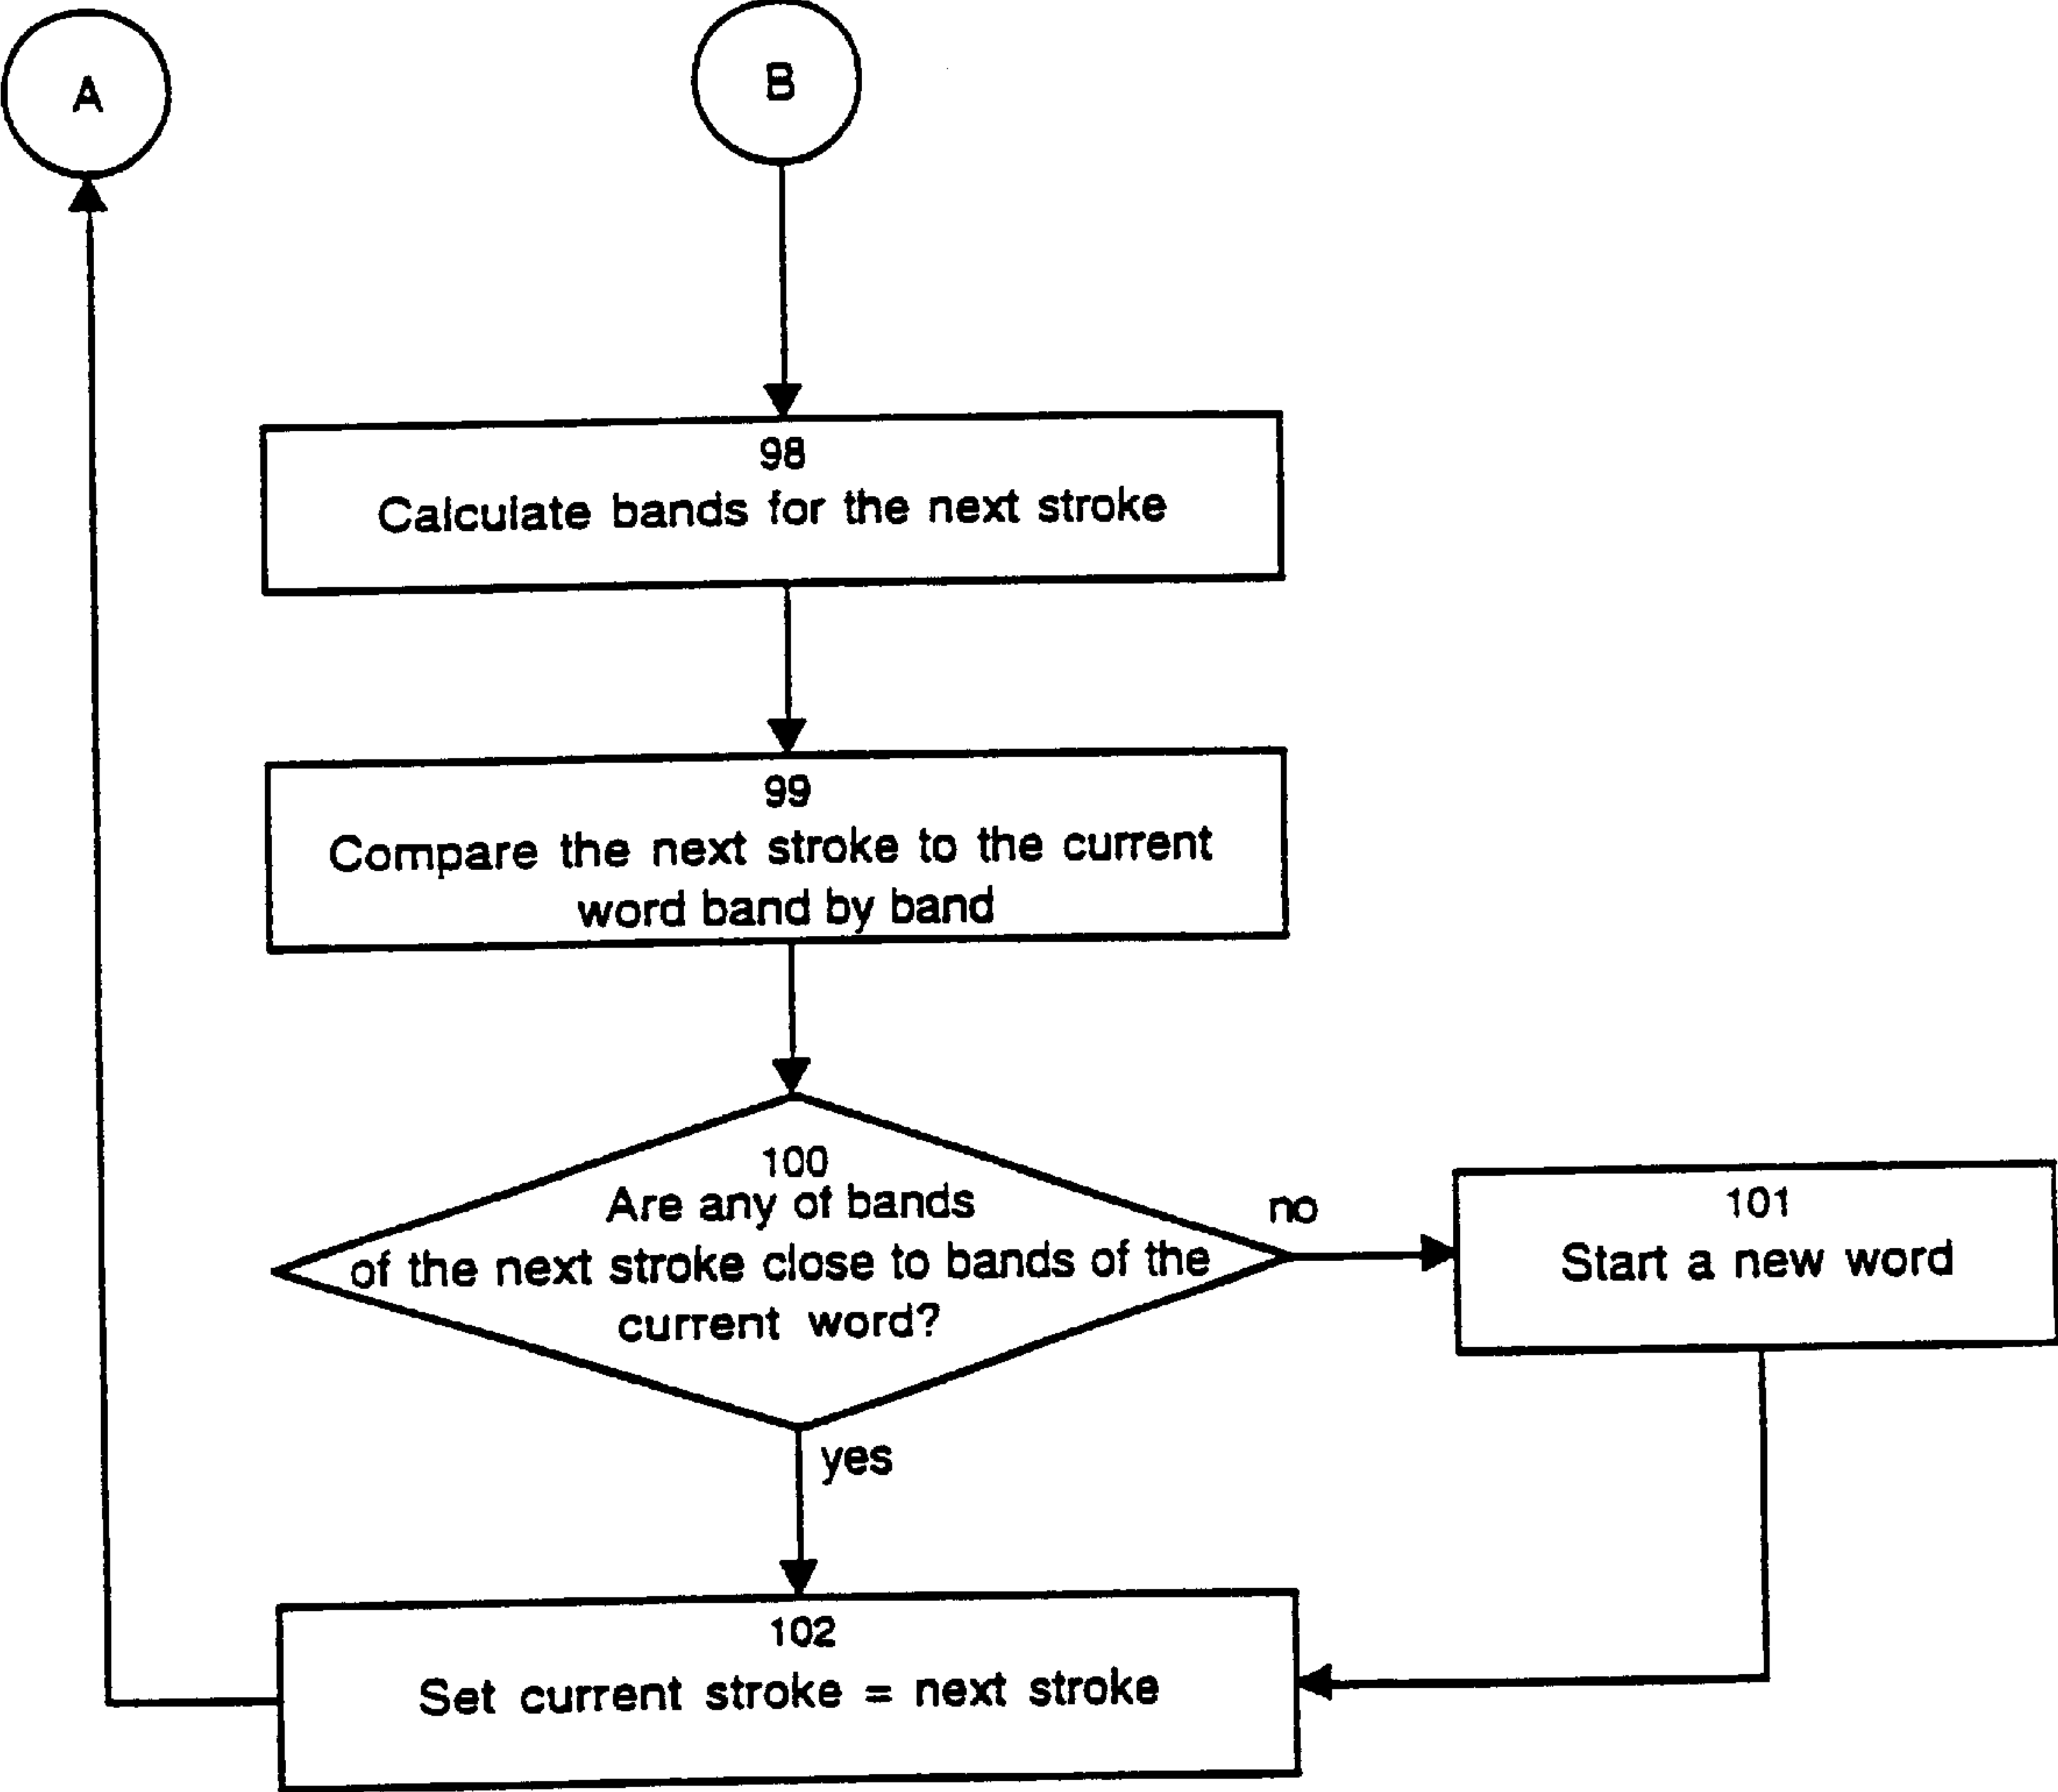 A
B
98
Calculate bands for the next stroke
99
Compare the next stroke to the current
word band by band
100
Are any of bands
of the next stroke close to bands of the
current word?
no
101
Start a new word
yes
102
Set current stroke = next stroke